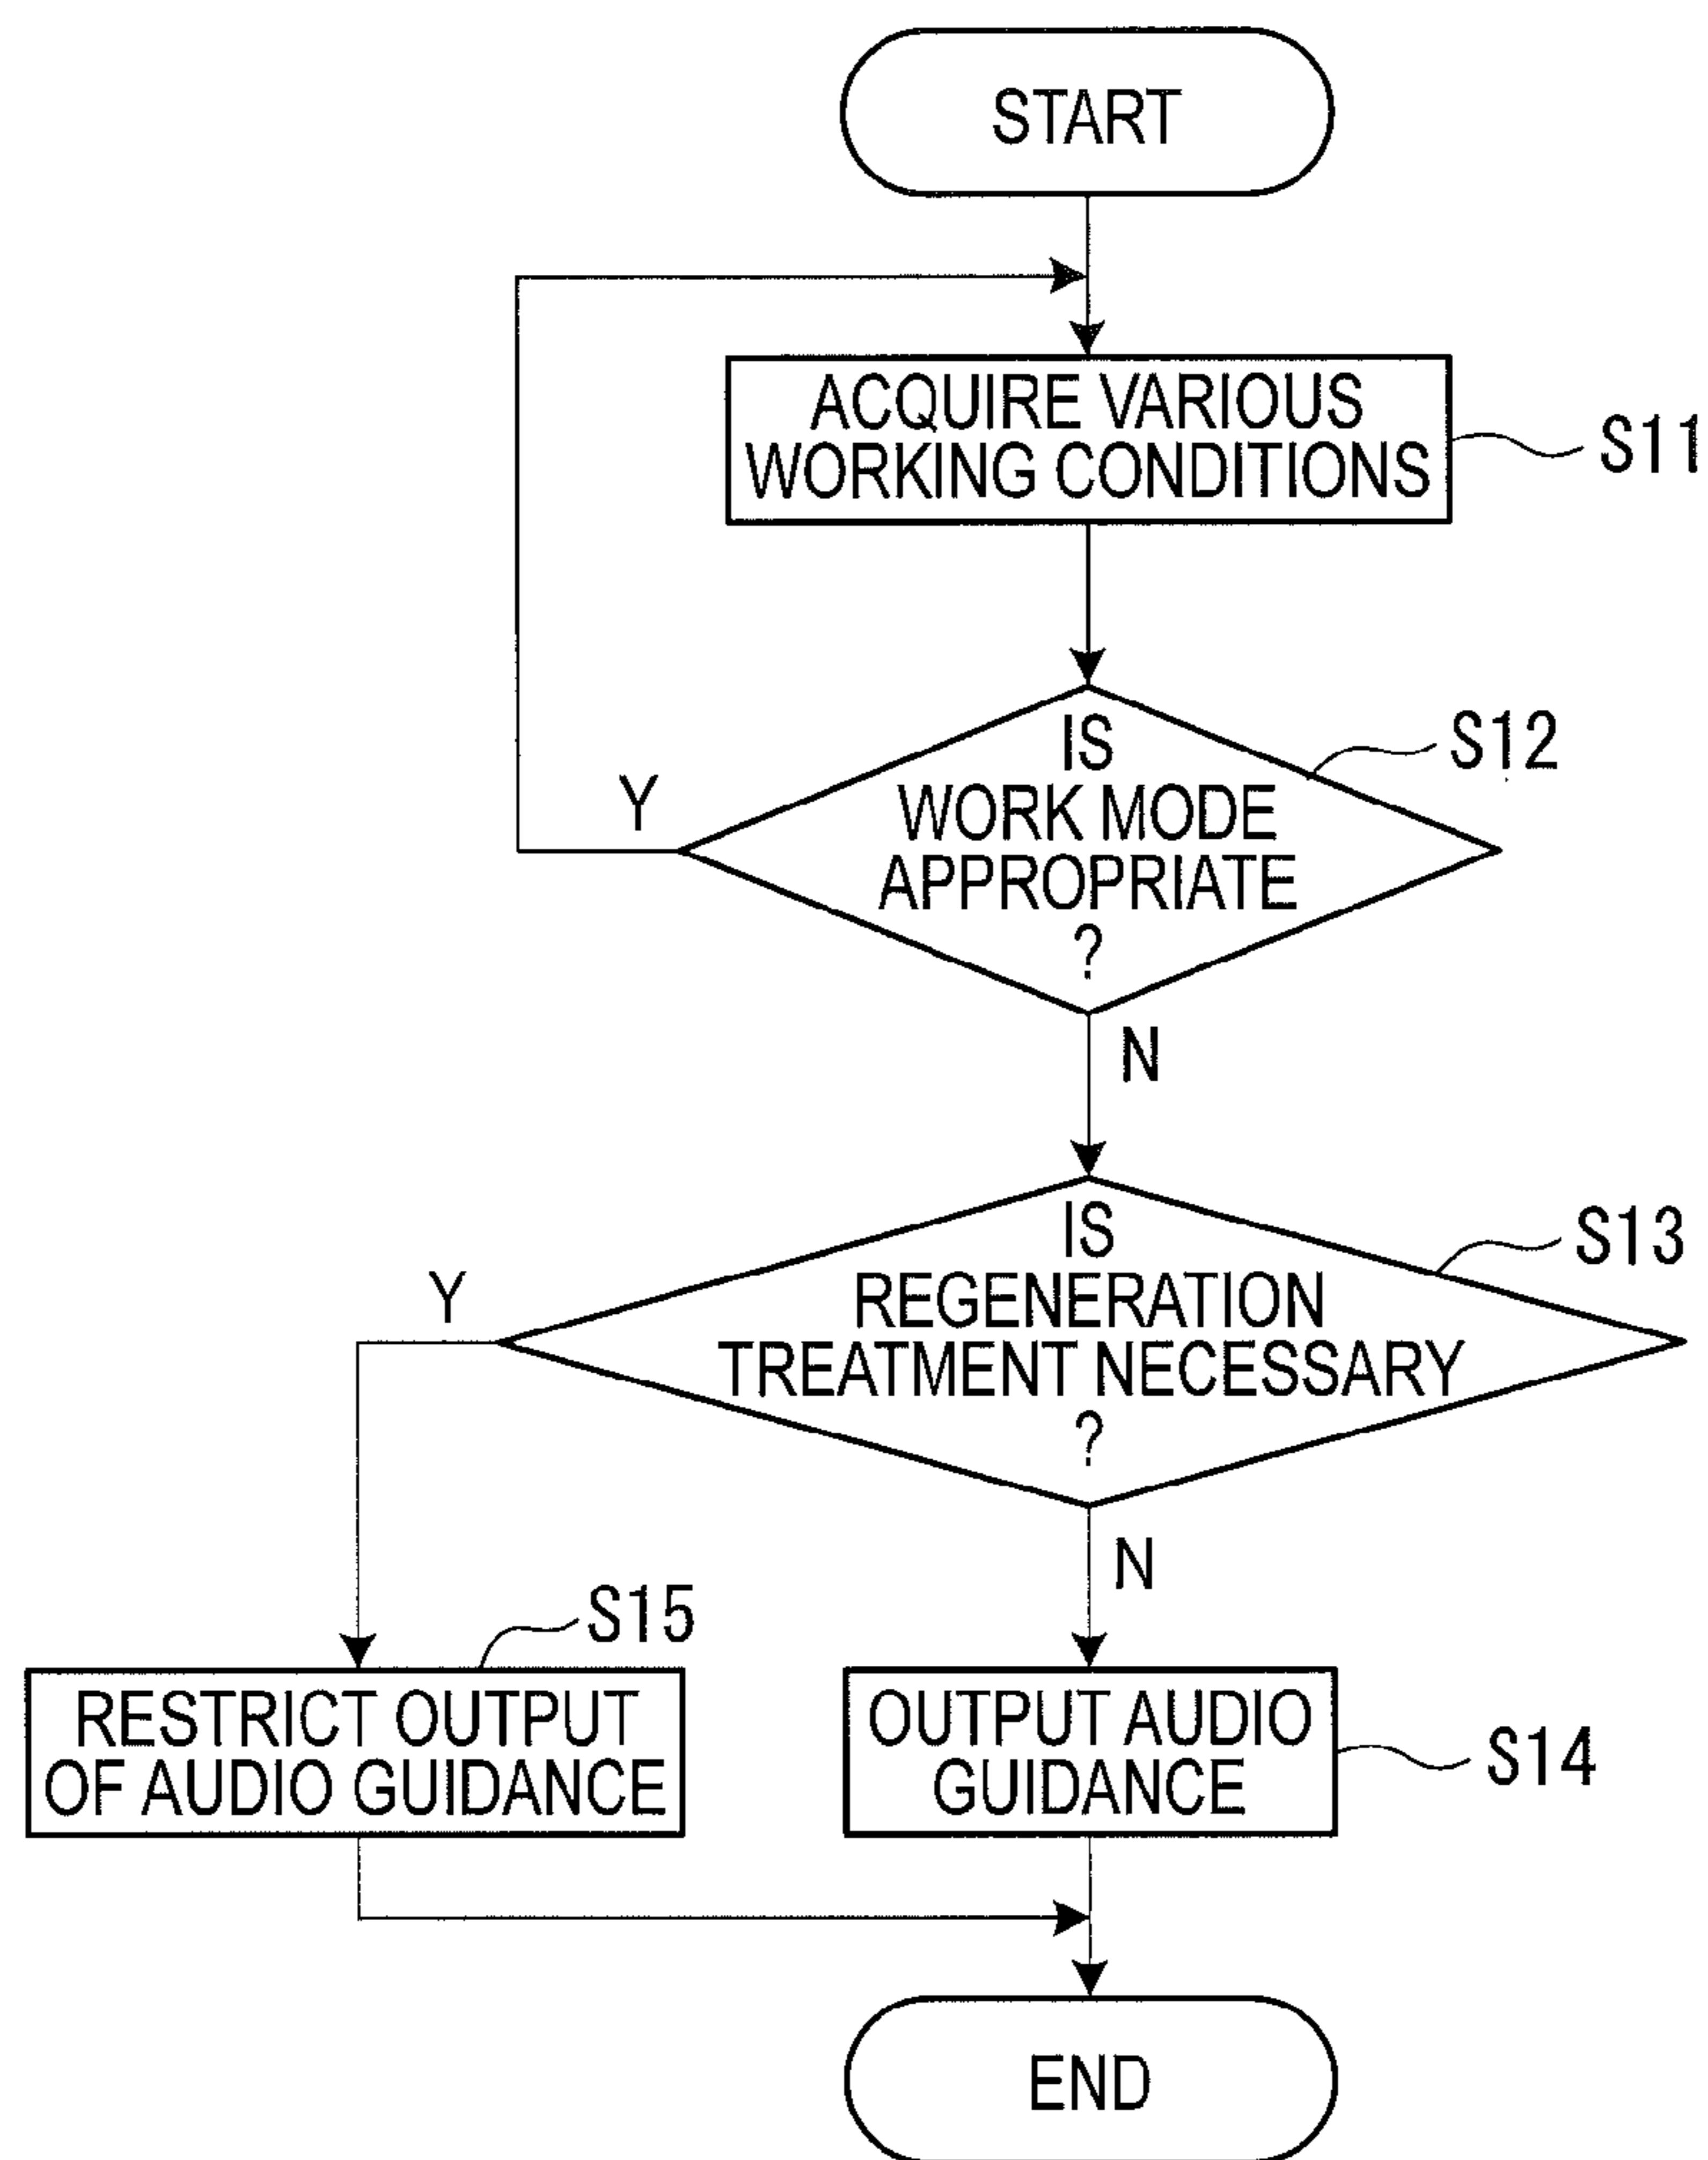 START
ACQUIRE VARIOUS
WORKING CONDITIONS
S11
IS
WORK MODE
APPROPRIATE
?
S12
Y
N
IS
REGENERATION
TREATMENT NECESSARY
?
S13
Y
N
RESTRICT OUTPUT
OF AUDIO GUIDANCE
S15
OUTPUT AUDIO
GUIDANCE
S14
END